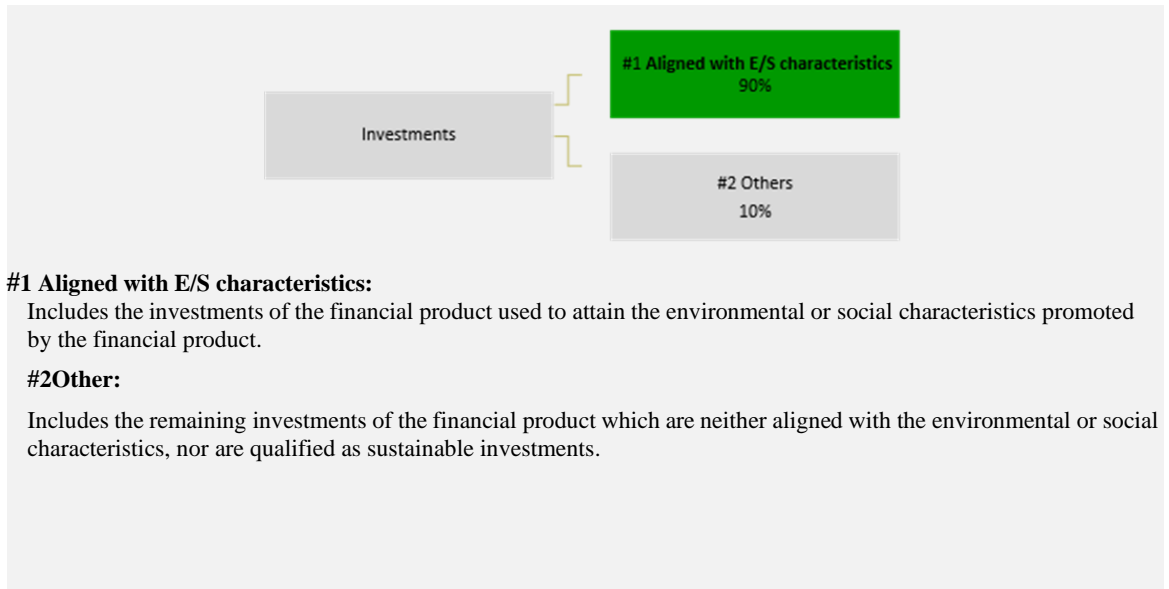 #1 Aligned with E/S characteristics
90%
Investments
#2 Others
10%
#1 Aligned with E/S characteristics:
Includes the investments of the financial product used to attain the environmental or social characteristics promoted
by the financial product.
#2Other:
Includes the remaining investments of the financial product which are neither aligned with the environmental or social
characteristics, nor are qualified as sustainable investments.